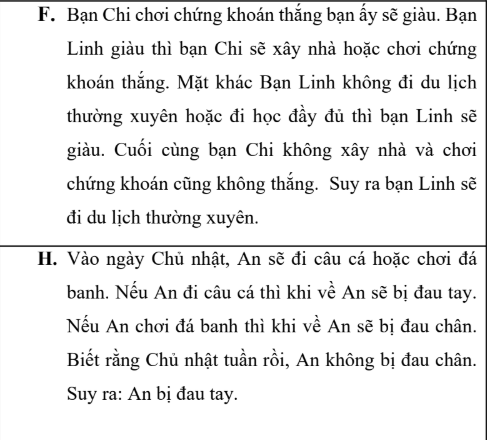 F. Bạn Chi chơi chứng khoán thắng bạn ấy sẽ giàu. Bạn
Linh giàu thì bạn Chi sẽ xây nhà hoặc chơi chứng
khoán thắng. Mặt khác Bạn Linh không đi du lịch
thường xuyên hoặc đi học đầy đủ thì bạn Linh sẽ
giàu. Cuối cùng bạn Chi không xây nhà và chơi
chứng khoán cũng không thắng. Suy ra bạn Linh sẽ
đi du lịch thường xuyên.
H. Vào ngày Chủ nhật, An sẽ đi câu cá hoặc chơi đá
banh. Nếu An đi câu cá thì khi về An sẽ bị đau tay.
Nếu An chơi đá banh thì khi về An sẽ bị đau chân.
Biết rằng Chủ nhật tuần rồi, An không bị đau chân.
Suy ra: An bị đau tay.